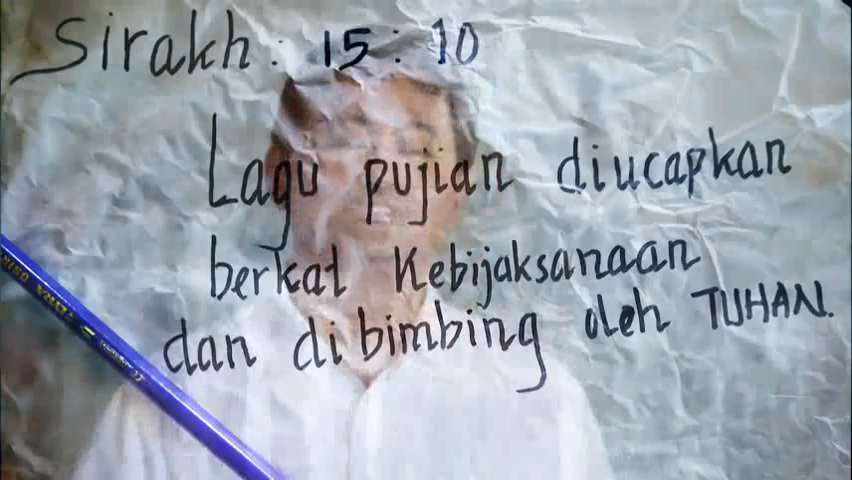 Sirakh : 15 : 10
Lagu pujian diucapkan
berkat Kebijaksanaan
dan dibimbing oleh TUHAN.